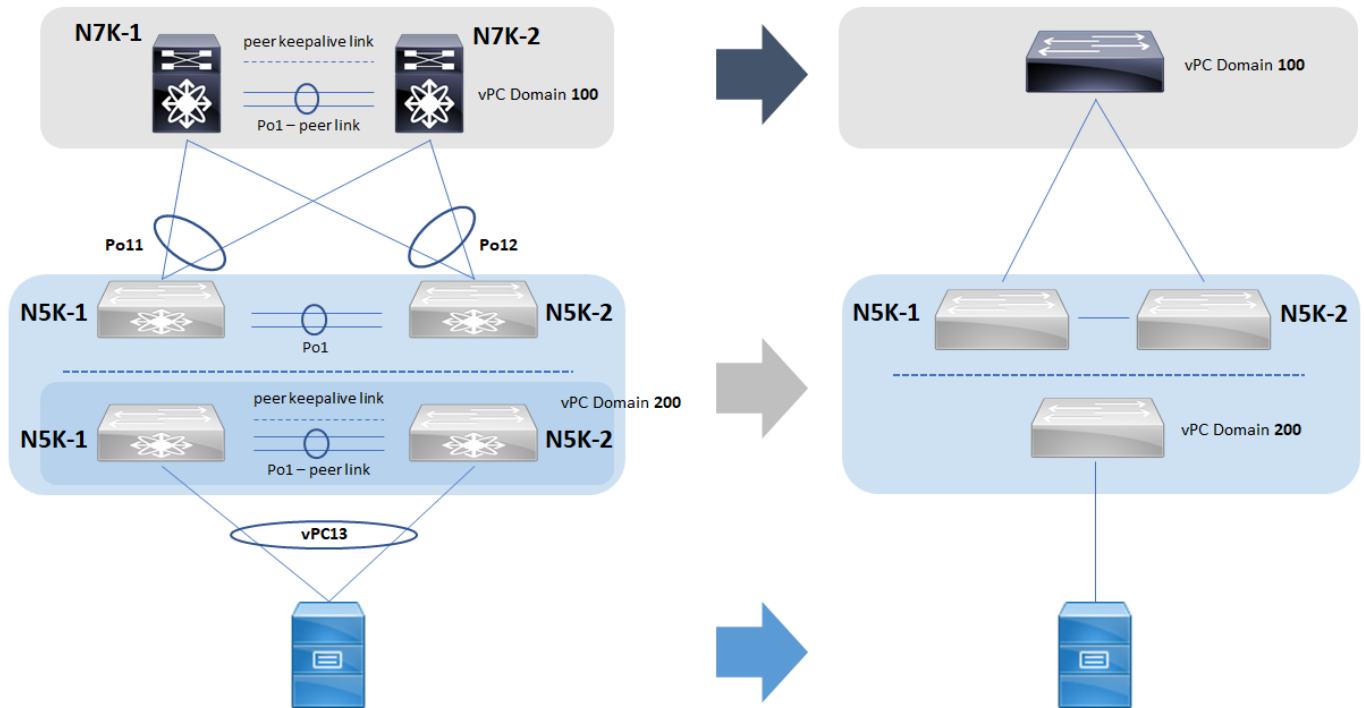 N7K-1
peer keepalive link
N7K-2
vPC Domain 100
Po1 – peer link
vPC Domain 100
Po11
Po12
N5K-1
N5K-2
Po1
N5K-1
N5K-2
peer keepalive link
vPC Domain 200
N5K-1
N5K-2
Po1 – peer link
vPC Domain 200
vPC13